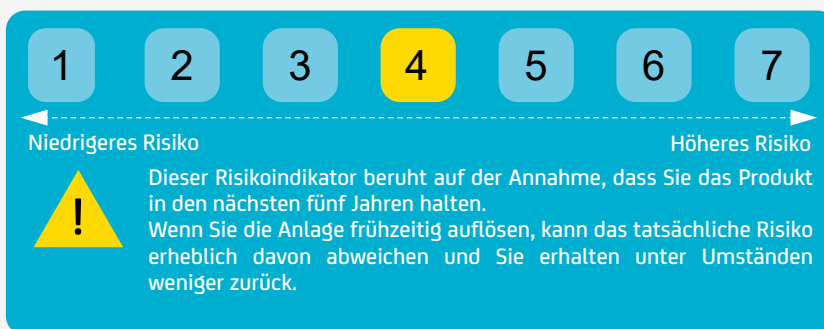 1 2 3 4 5 6 7
Niedrigeres Risiko Höheres Risiko
!
Dieser Risikoindikator beruht auf der Annahme, dass Sie das Produkt
in den nächsten fünf Jahren halten.
Wenn Sie die Anlage frühzeitig auflösen, kann das tatsächliche Risiko
erheblich davon abweichen und Sie erhalten unter Umständen
weniger zurück.